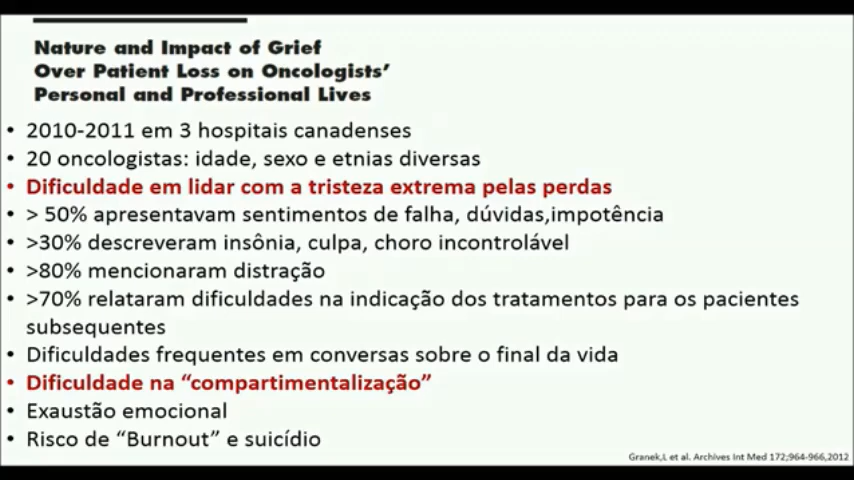 Nature and Impact of Grief
Over Patient Loss on Oncologists'
Personal and Professional Lives
• 2010-2011 em 3 hospitais canadenses
• 20 oncologistas: idade, sexo e etnias diversas
• Dificuldade em lidar com a tristeza extrema pelas perdas
• > 50% apresentavam sentimentos de falha, dúvidas,impotência
• >30% descreveram insônia, culpa, choro incontrolável
• >80% mencionaram distração
• >70% relataram dificuldades na indicação dos tratamentos para os pacientes
subsequentes
• Dificuldades frequentes em conversas sobre o final da vida
• Dificuldade na “compartimentalização”
• Exaustão emocional
• Risco de “Burnout” e suicídio
Granek,L et al. Archives Int Med 172;964-966,2012